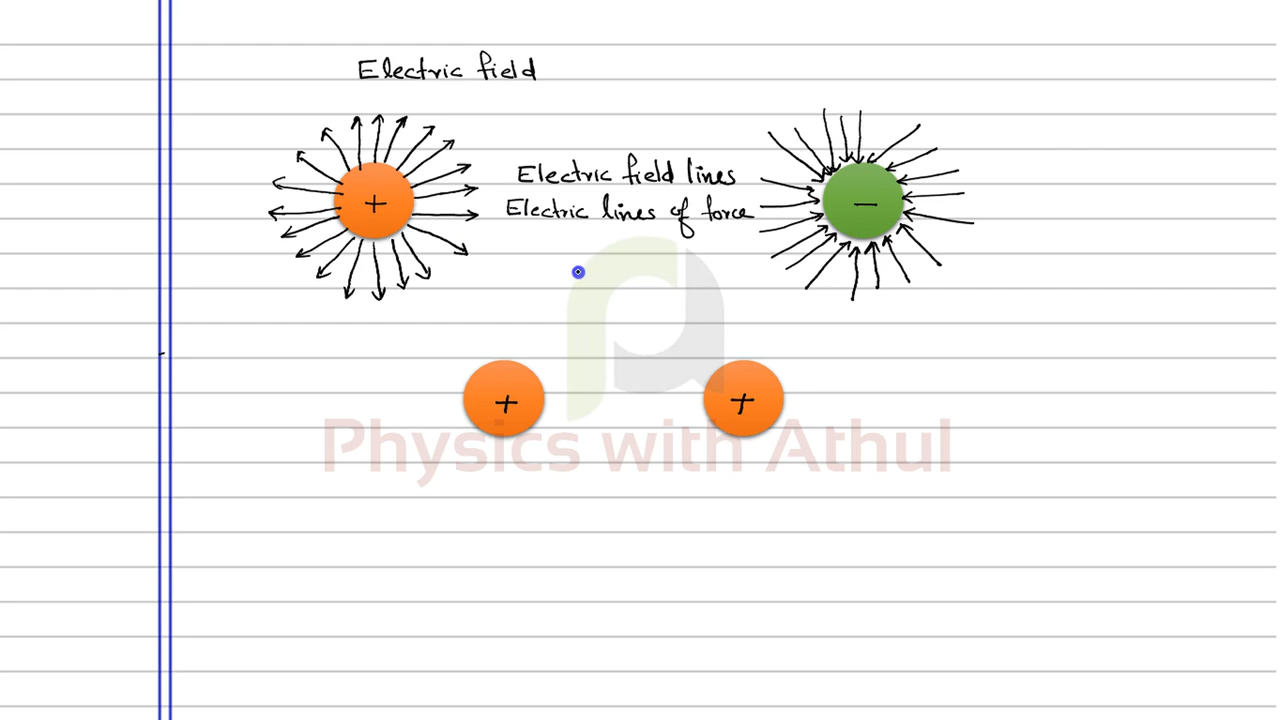 Electric field
Electric field lines
Electric lines of force
+
-
+ +
Physics with Athul